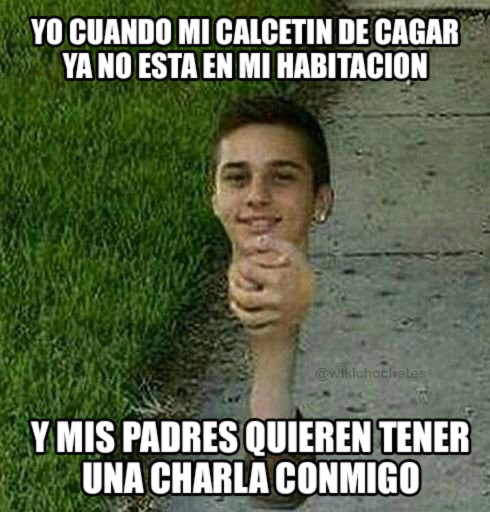 YO CUANDO MI CALCETIN DE CAGAR
YA NO ESTA EN MI HABITACION
@wikichochetes
Y MIS PADRES QUIEREN TENER
UNA CHARLA CONMIGO